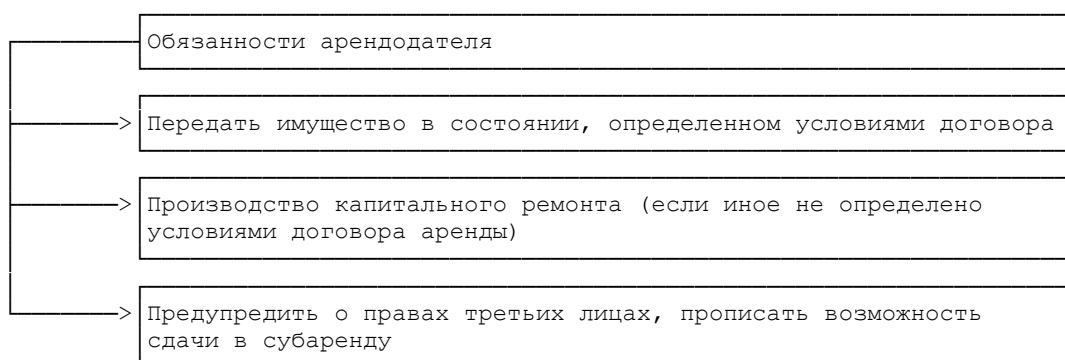 Обязанности арендодателя
Передать имущество в состоянии, определенном условиями договора
Производство капитального ремонта (если иное не определено
условиями договора аренды)
Предупредить о правах третьих лицах, прописать возможность
сдачи в субаренду